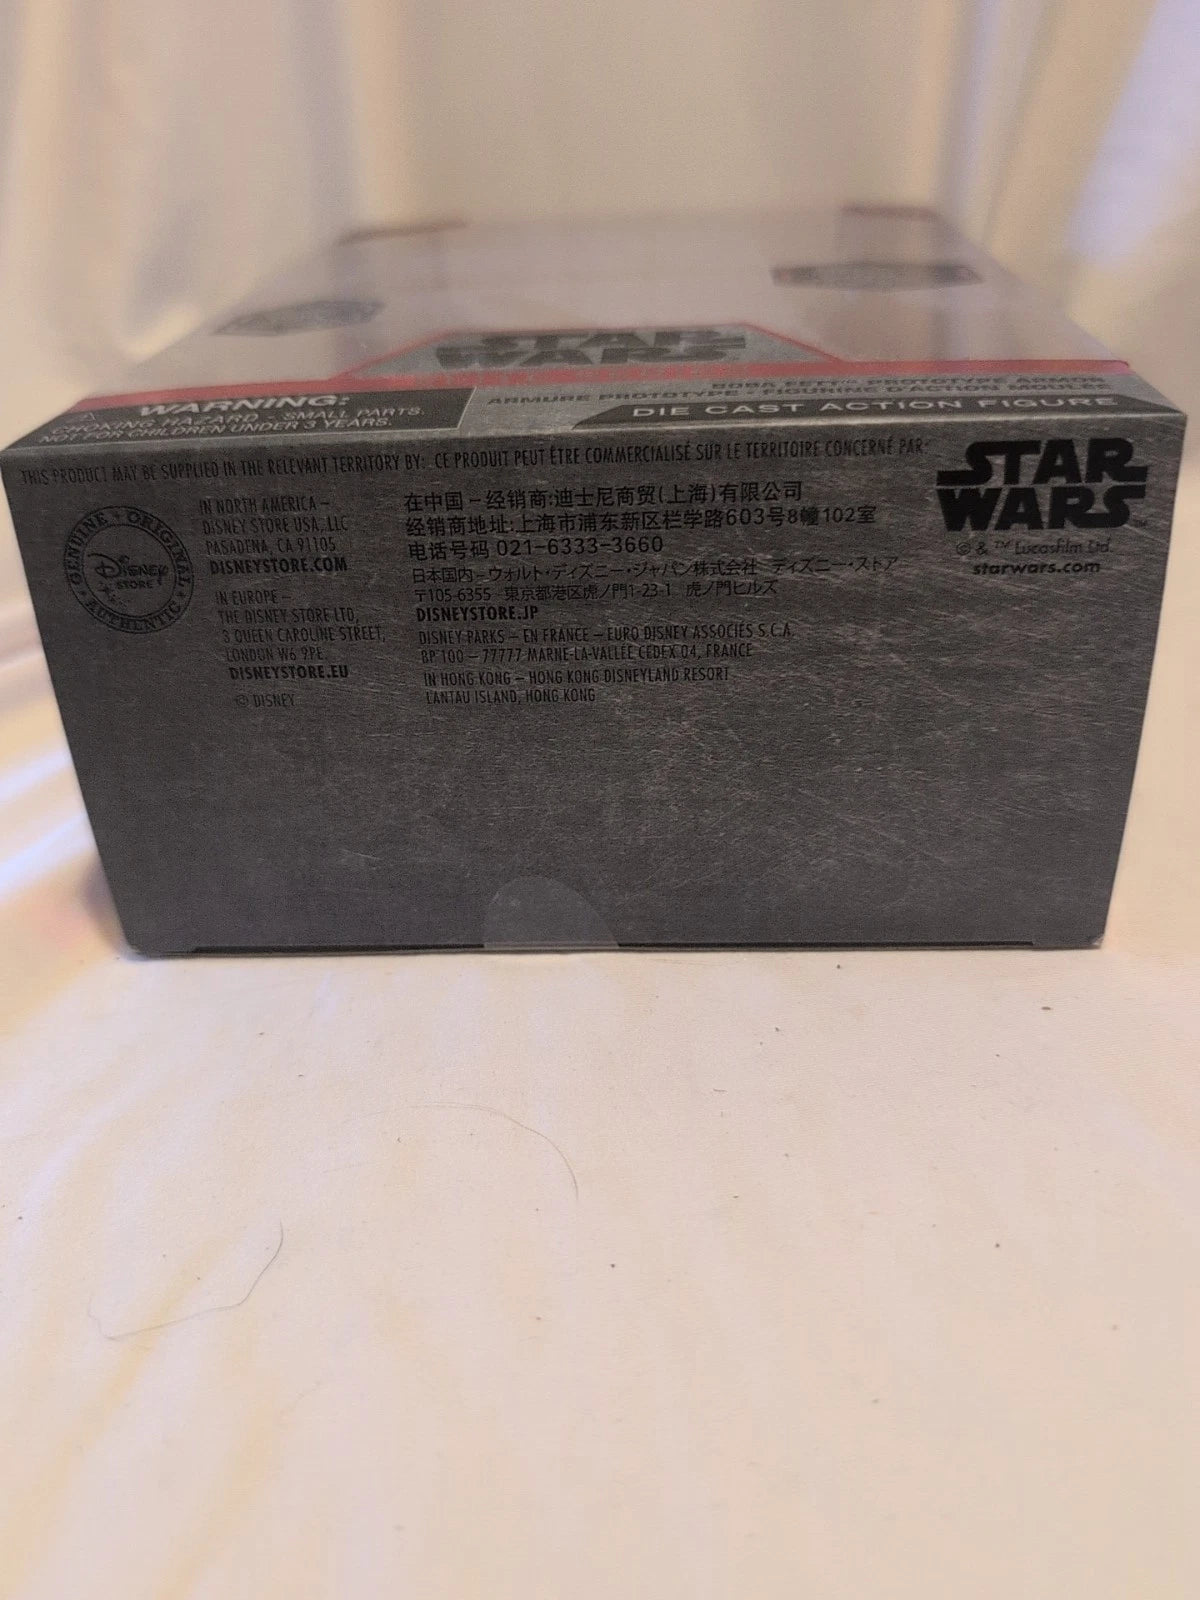 STAR
WARS
BOBA FETT™ PROTOTYPE ARMOR
ARMURE PROTOTYPE - FIGURINE D'ACTION MOULÉE
DIE CAST ACTION FIGURE
⚠ WARNING:
CHOKING HAZARD - SMALL PARTS.
NOT FOR CHILDREN UNDER 3 YEARS.
THIS PRODUCT MAY BE SUPPLIED IN THE RELEVANT TERRITORY BY: CE PRODUIT PEUT ÊTRE COMMERCIALISÉ SUR LE TERRITOIRE CONCERNÉ PAR:
GENUINE • ORIGINAL • AUTHENTIC •
Disney
STORE
IN NORTH AMERICA –
DISNEY STORE USA, LLC
PASADENA, CA 91105
DISNEYSTORE.COM
IN EUROPE –
THE DISNEY STORE LTD,
3 QUEEN CAROLINE STREET,
LONDON W6 9PE.
DISNEYSTORE.EU
© DISNEY
在中国－经销商:迪士尼商贸(上海)有限公司
经销商地址:上海市浦东新区栏学路603号8幢102室
电话号码 021-6333-3660
日本国内－ウォルト・ディズニー・ジャパン株式会社 ディズニー・ストア
〒105-6355 東京都港区虎ノ門1-23-1 虎ノ門ヒルズ
DISNEYSTORE.JP
DISNEY PARKS – EN FRANCE – EURO DISNEY ASSOCIÉS S.C.A.
BP 100 – 77777 MARNE-LA-VALLÉE CEDEX 04, FRANCE
IN HONG KONG – HONG KONG DISNEYLAND RESORT
LANTAU ISLAND, HONG KONG
STAR
WARS
© & ™ Lucasfilm Ltd.
starwars.com